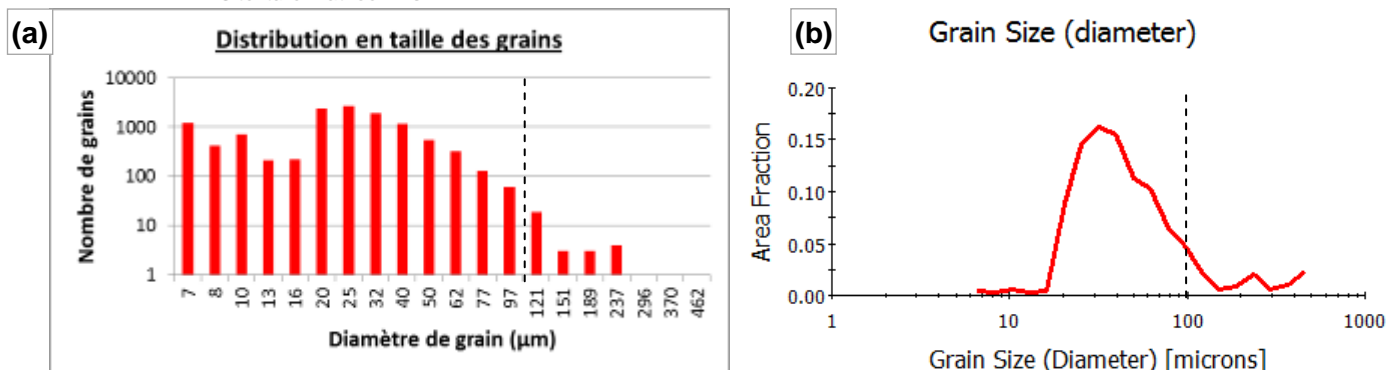 (a)
Distribution en taille des grains
Nombre de grains
10000
1000
100
10
1
7 8 10 13 16 20 25 32 40 50 62 77 97 121 151 189 237 296 370 462
Diamètre de grain (µm)
(b)
Grain Size (diameter)
Area Fraction
0.20
0.15
0.10
0.05
0.00
1 10 100 1000
Grain Size (Diameter) [microns]